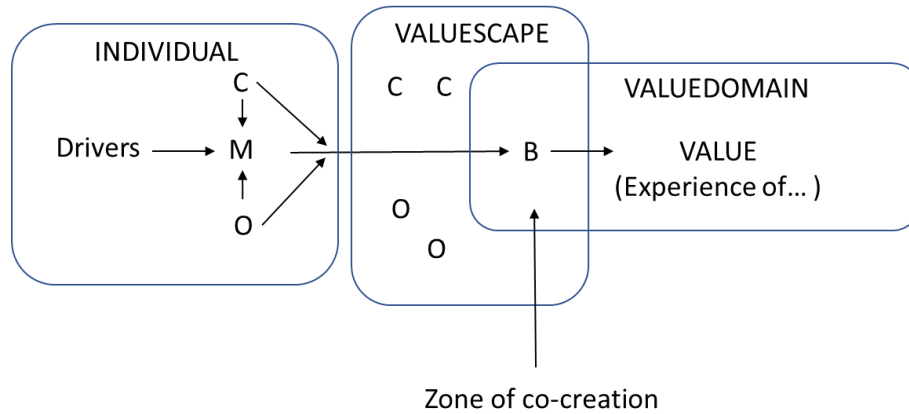 INDIVIDUAL
VALUESCAPE
C
C C
VALUEDOMAIN
Drivers
M
B
VALUE
(Experience of... )
O
O
O
Zone of co-creation